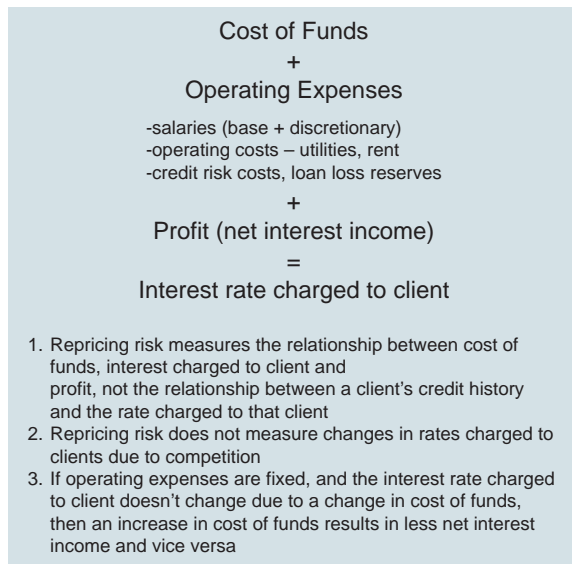 Cost of Funds
+
Operating Expenses
-salaries (base + discretionary)
-operating costs – utilities, rent
-credit risk costs, loan loss reserves
+
Profit (net interest income)
=
Interest rate charged to client
1. Repricing risk measures the relationship between cost of
funds, interest charged to client and
profit, not the relationship between a client’s credit history
and the rate charged to that client
2. Repricing risk does not measure changes in rates charged to
clients due to competition
3. If operating expenses are fixed, and the interest rate charged
to client doesn’t change due to a change in cost of funds,
then an increase in cost of funds results in less net interest
income and vice versa